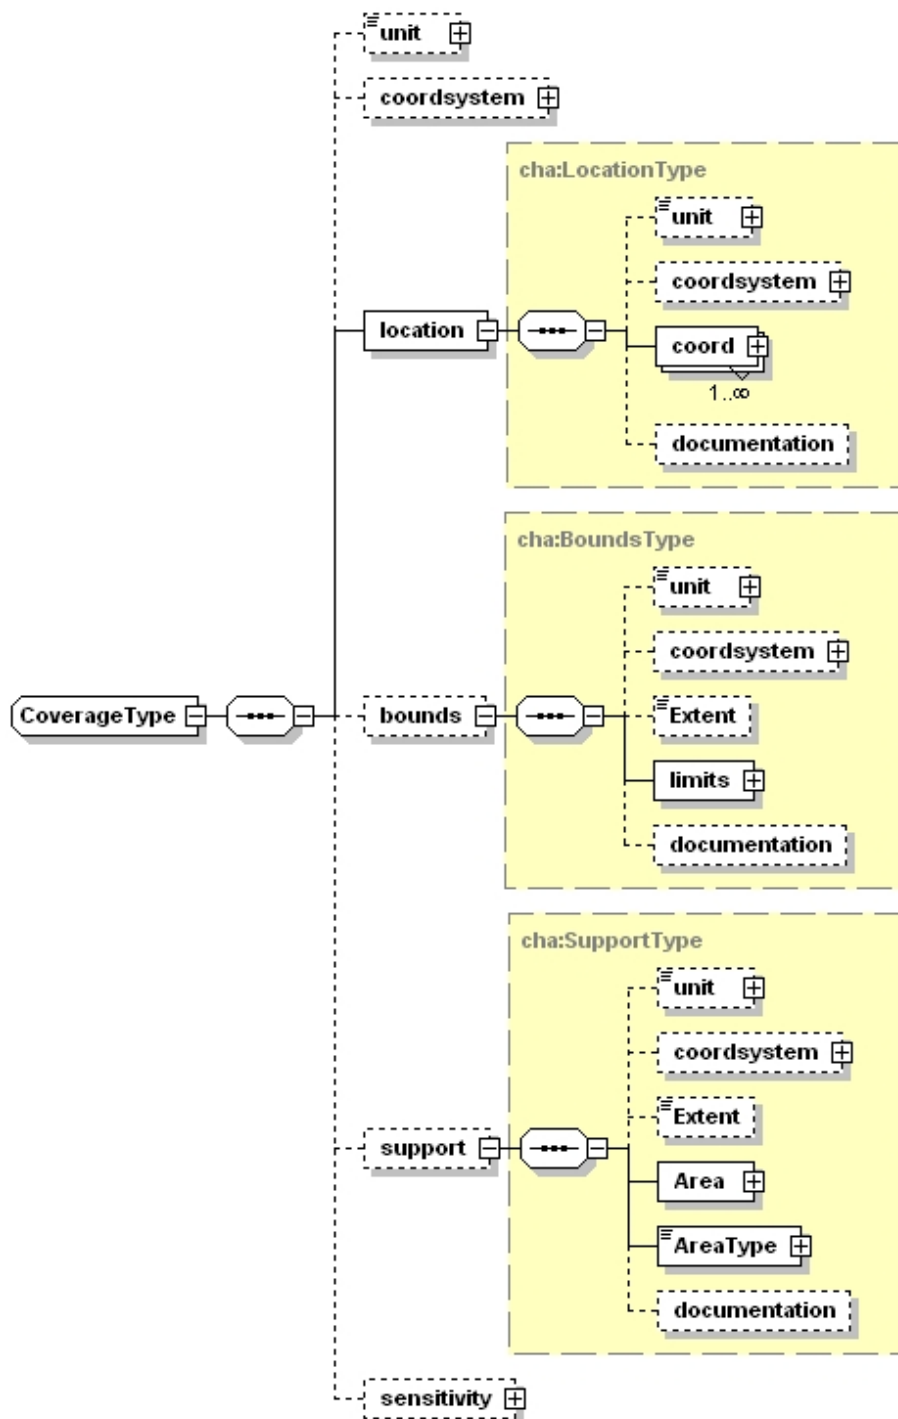 unit
coordsystem
cha:LocationType
unit
coordsystem
location
coord
1..∞
documentation
cha:BoundsType
unit
coordsystem
CoverageType
bounds
Extent
limits
documentation
cha:SupportType
unit
coordsystem
Extent
support
Area
AreaType
documentation
sensitivity